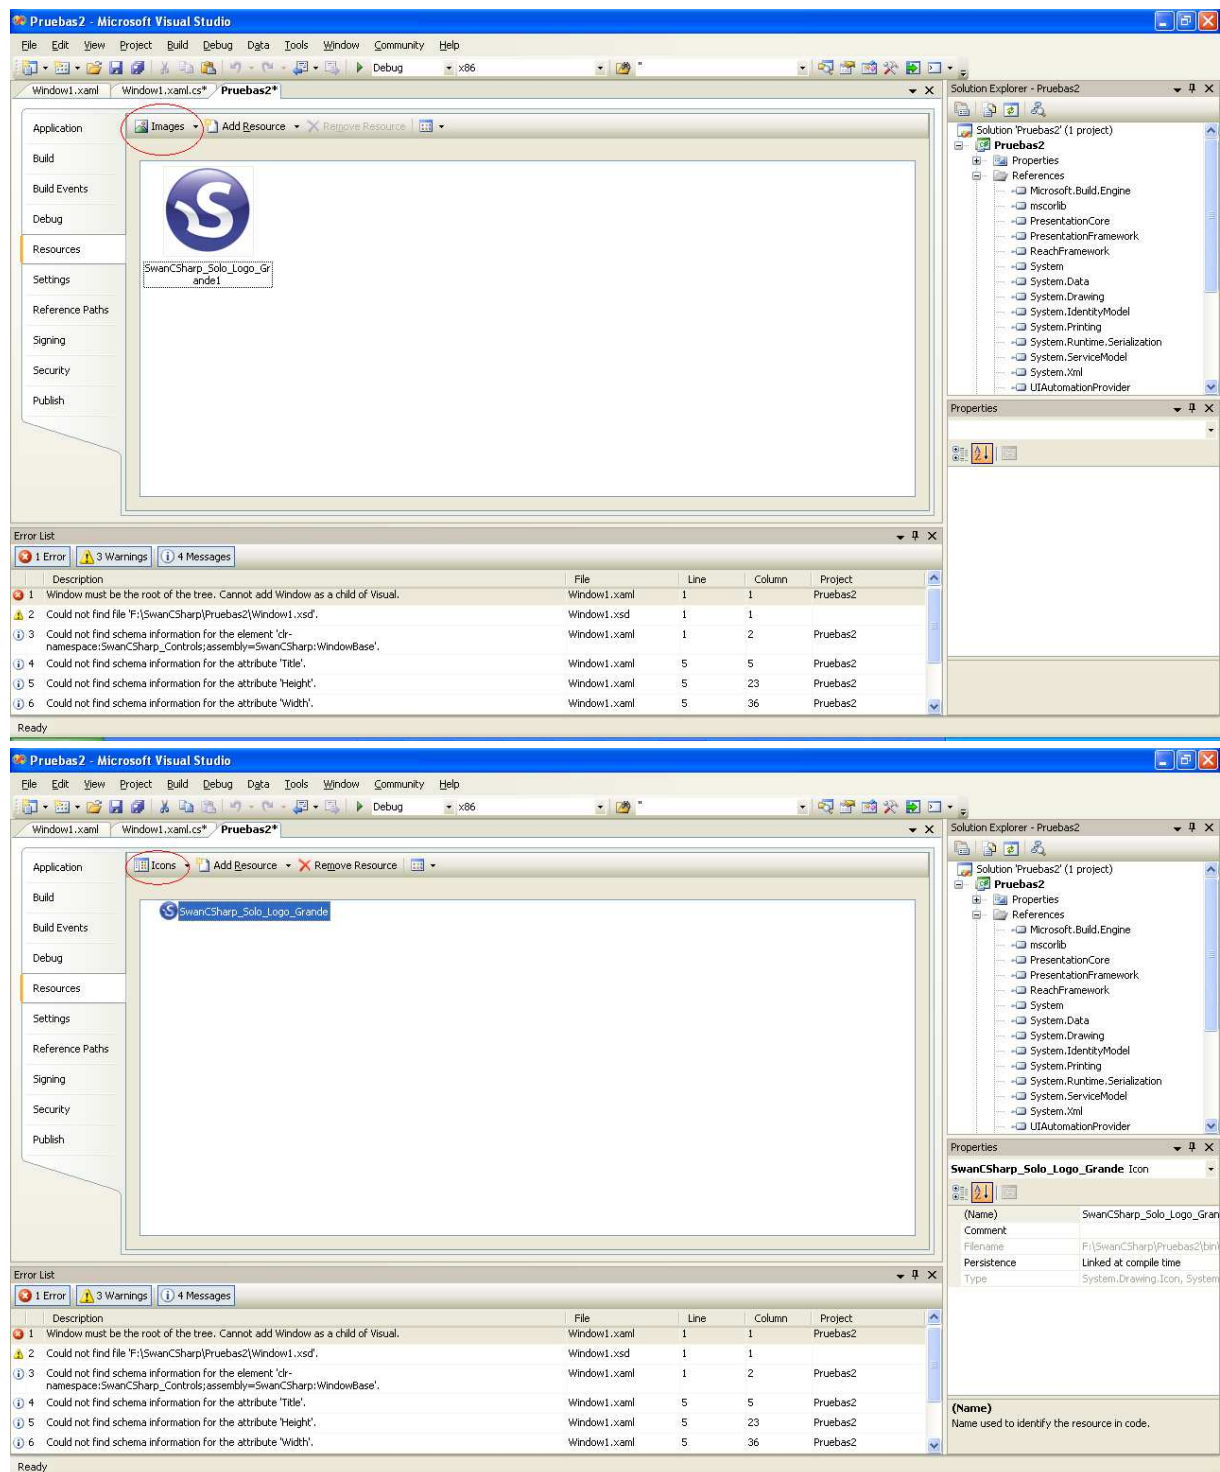 Pruebas2 - Microsoft Visual Studio
File Edit View Project Build Debug Data Tools Window Community Help
Debug x86
Window1.xaml Window1.xaml.cs* Pruebas2*
Images Add Resource Remove Resource
Application
Build
Build Events
Debug
Resources
Settings
Reference Paths
Signing
Security
Publish
SwanCSharp_Solo_Logo_Gr
ande1
Solution Explorer - Pruebas2
Solution 'Pruebas2' (1 project)
Pruebas2
Properties
References
Microsoft.Build.Engine
mscorlib
PresentationCore
PresentationFramework
ReachFramework
System
System.Data
System.Drawing
System.IdentityModel
System.Printing
System.Runtime.Serialization
System.ServiceModel
System.Xml
UIAutomationProvider
Properties
Error List
1 Error 3 Warnings 4 Messages
Description File Line Column Project
1 Window must be the root of the tree. Cannot add Window as a child of Visual. Window1.xaml 1 1 Pruebas2
2 Could not find file 'F:\SwanCSharp\Pruebas2\Window1.xsd'. Window1.xsd 1 1
3 Could not find schema information for the element 'clr-
namespace:SwanCSharp_Controls;assembly=SwanCSharp:WindowBase'. Window1.xaml 1 2 Pruebas2
4 Could not find schema information for the attribute 'Title'. Window1.xaml 5 5 Pruebas2
5 Could not find schema information for the attribute 'Height'. Window1.xaml 5 23 Pruebas2
6 Could not find schema information for the attribute 'Width'. Window1.xaml 5 36 Pruebas2
Ready
Pruebas2 - Microsoft Visual Studio
File Edit View Project Build Debug Data Tools Window Community Help
Debug x86
Window1.xaml Window1.xaml.cs* Pruebas2*
Icons Add Resource Remove Resource
Application
Build
Build Events
Debug
Resources
Settings
Reference Paths
Signing
Security
Publish
SwanCSharp_Solo_Logo_Grande
Solution Explorer - Pruebas2
Solution 'Pruebas2' (1 project)
Pruebas2
Properties
References
Microsoft.Build.Engine
mscorlib
PresentationCore
PresentationFramework
ReachFramework
System
System.Data
System.Drawing
System.IdentityModel
System.Printing
System.Runtime.Serialization
System.ServiceModel
System.Xml
UIAutomationProvider
Properties
SwanCSharp_Solo_Logo_Grande Icon
(Name) SwanCSharp_Solo_Logo_Gran
Comment
Filename F:\SwanCSharp\Pruebas2\bin\
Persistence Linked at compile time
Type System.Drawing.Icon, System
(Name)
Name used to identify the resource in code.
Error List
1 Error 3 Warnings 4 Messages
Description File Line Column Project
1 Window must be the root of the tree. Cannot add Window as a child of Visual. Window1.xaml 1 1 Pruebas2
2 Could not find file 'F:\SwanCSharp\Pruebas2\Window1.xsd'. Window1.xsd 1 1
3 Could not find schema information for the element 'clr-
namespace:SwanCSharp_Controls;assembly=SwanCSharp:WindowBase'. Window1.xaml 1 2 Pruebas2
4 Could not find schema information for the attribute 'Title'. Window1.xaml 5 5 Pruebas2
5 Could not find schema information for the attribute 'Height'. Window1.xaml 5 23 Pruebas2
6 Could not find schema information for the attribute 'Width'. Window1.xaml 5 36 Pruebas2
Ready